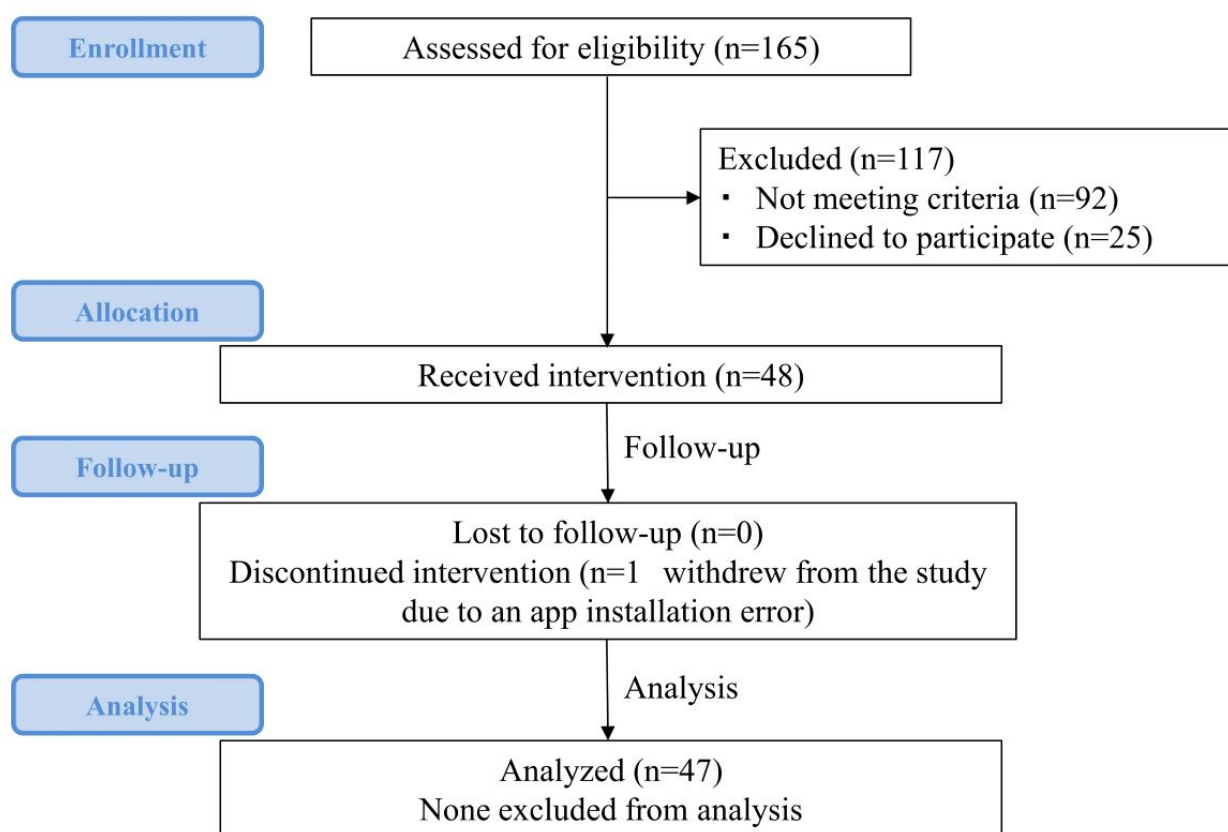 Enrollment
Assessed for eligibility (n=165)
Excluded (n=117)
▪ Not meeting criteria (n=92)
▪ Declined to participate (n=25)
Allocation
Received intervention (n=48)
Follow-up
Follow-up
Lost to follow-up (n=0)
Discontinued intervention (n=1 withdrew from the study
due to an app installation error)
Analysis
Analysis
Analyzed (n=47)
None excluded from analysis